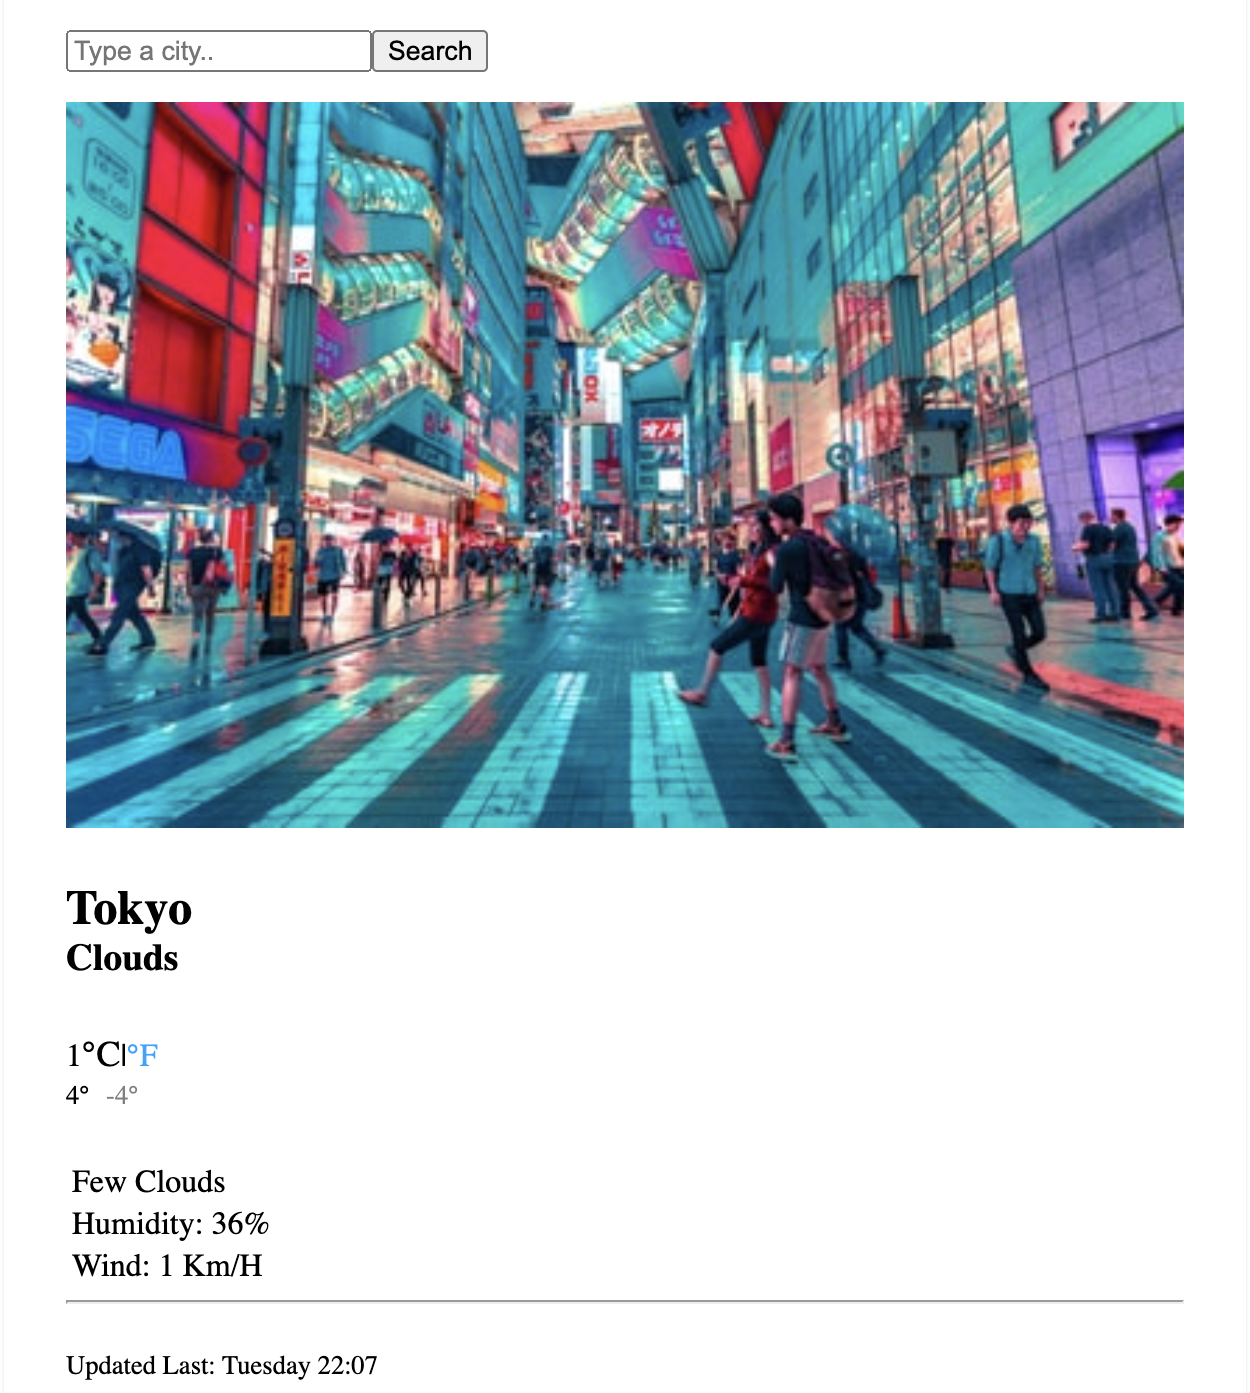 Type a city..
Search
SEGA
Tokyo
Clouds
1°C|°F
4° -4°
Few Clouds
Humidity: 36%
Wind: 1 Km/H
Updated Last: Tuesday 22:07